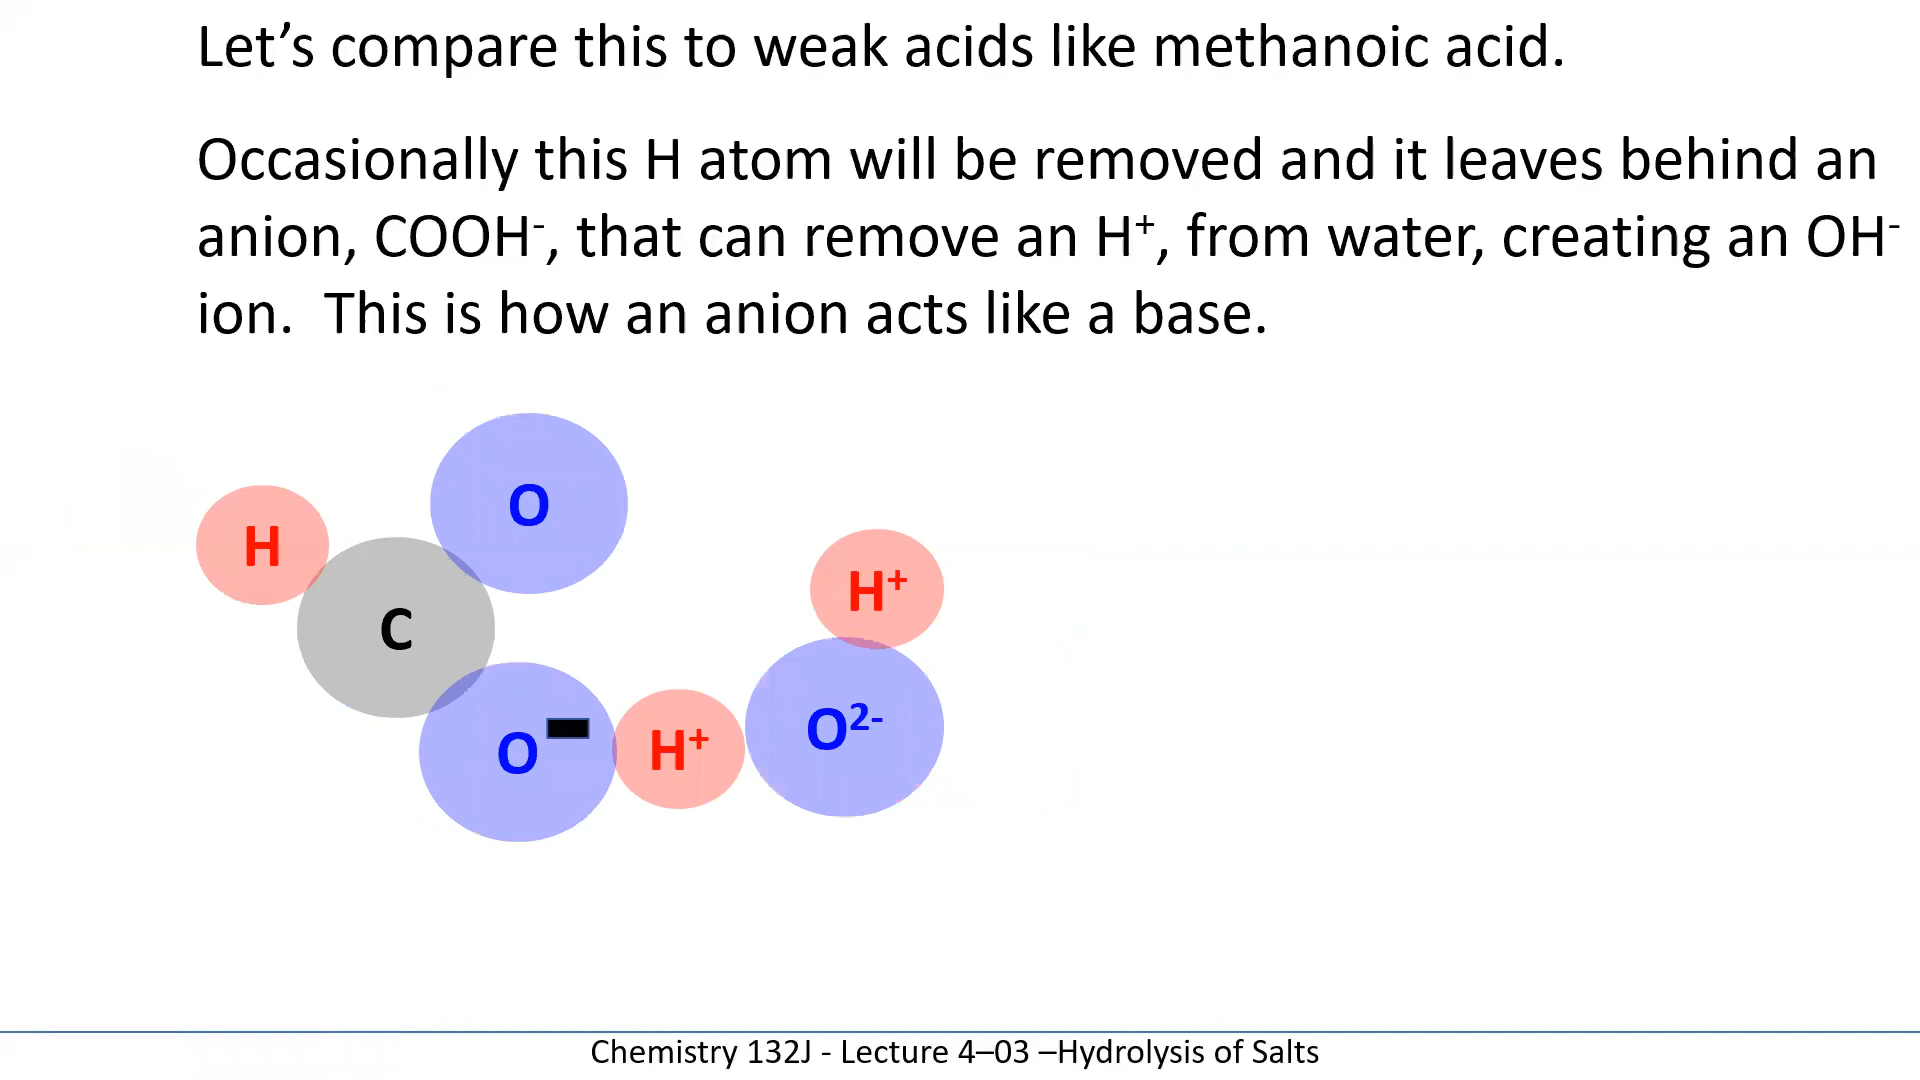 Let’s compare this to weak acids like methanoic acid.
Occasionally this H atom will be removed and it leaves behind an
anion, COOH⁻, that can remove an H⁺, from water, creating an OH⁻
ion.  This is how an anion acts like a base.
O
H
H⁺
C
O²⁻
O
H⁺
Chemistry 132J - Lecture 4–03 –Hydrolysis of Salts